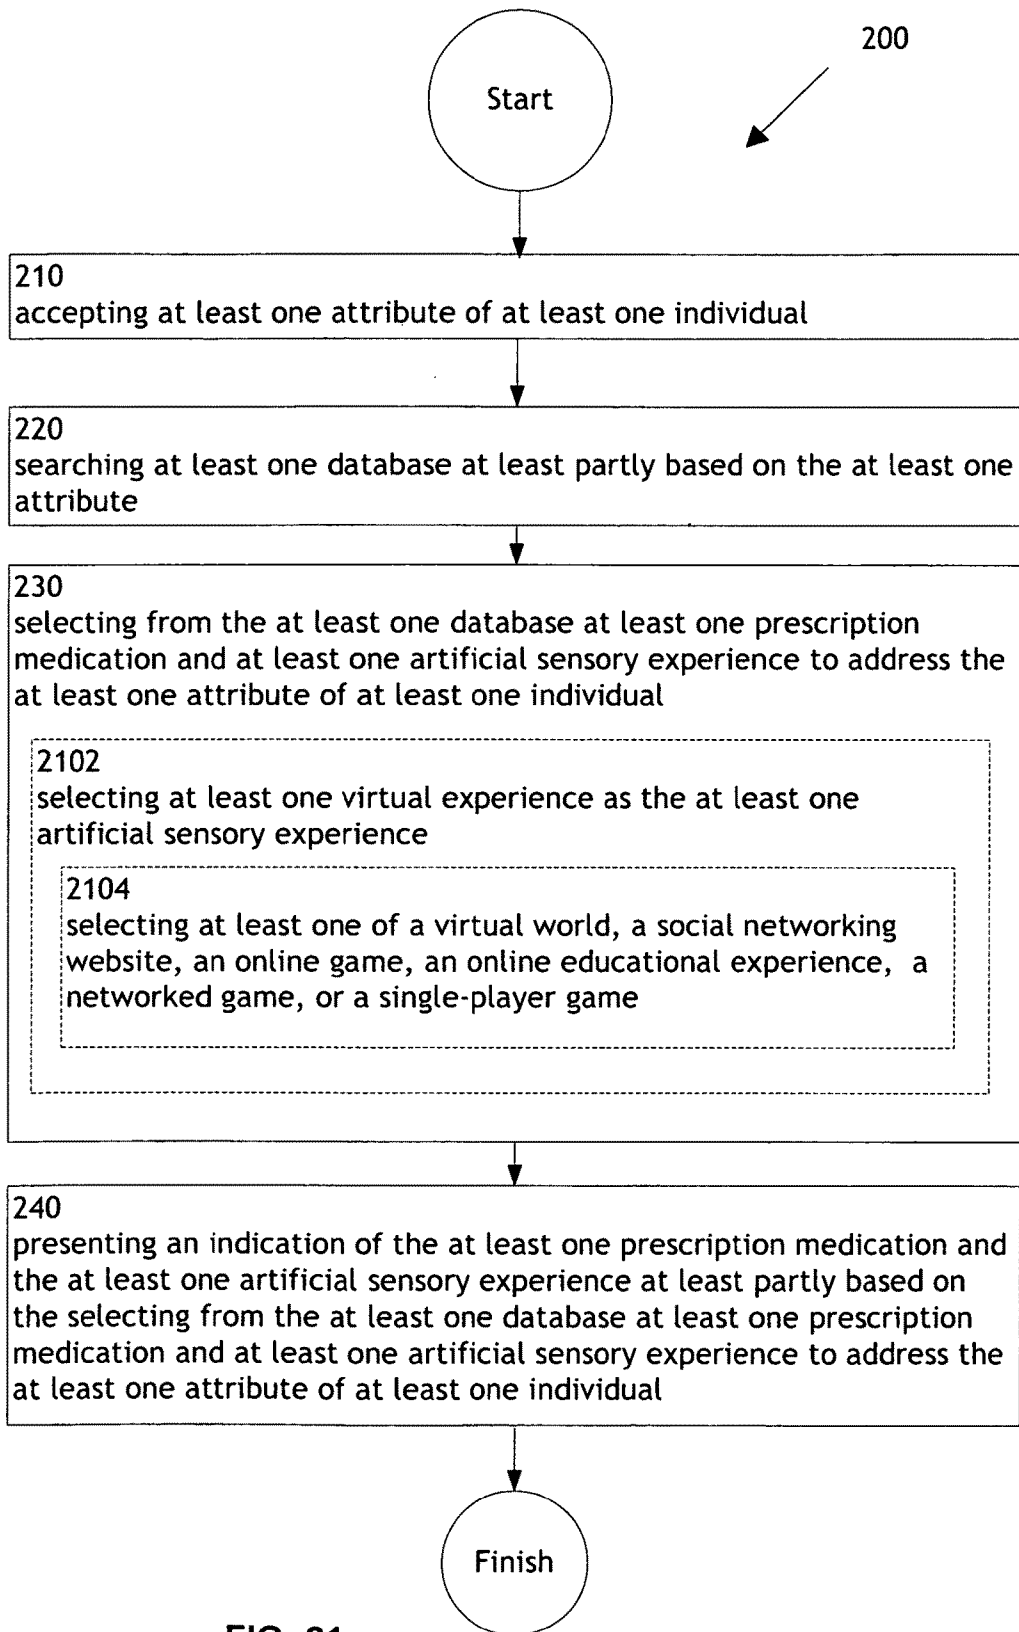 200
Start
210
accepting at least one attribute of at least one individual
220
searching at least one database at least partly based on the at least one
attribute
230
selecting from the at least one database at least one prescription
medication and at least one artificial sensory experience to address the
at least one attribute of at least one individual
2102
selecting at least one virtual experience as the at least one
artificial sensory experience
2104
selecting at least one of a virtual world, a social networking
website, an online game, an online educational experience, a
networked game, or a single-player game
240
presenting an indication of the at least one prescription medication and
the at least one artificial sensory experience at least partly based on
the selecting from the at least one database at least one prescription
medication and at least one artificial sensory experience to address the
at least one attribute of at least one individual
Finish
FIG. 21